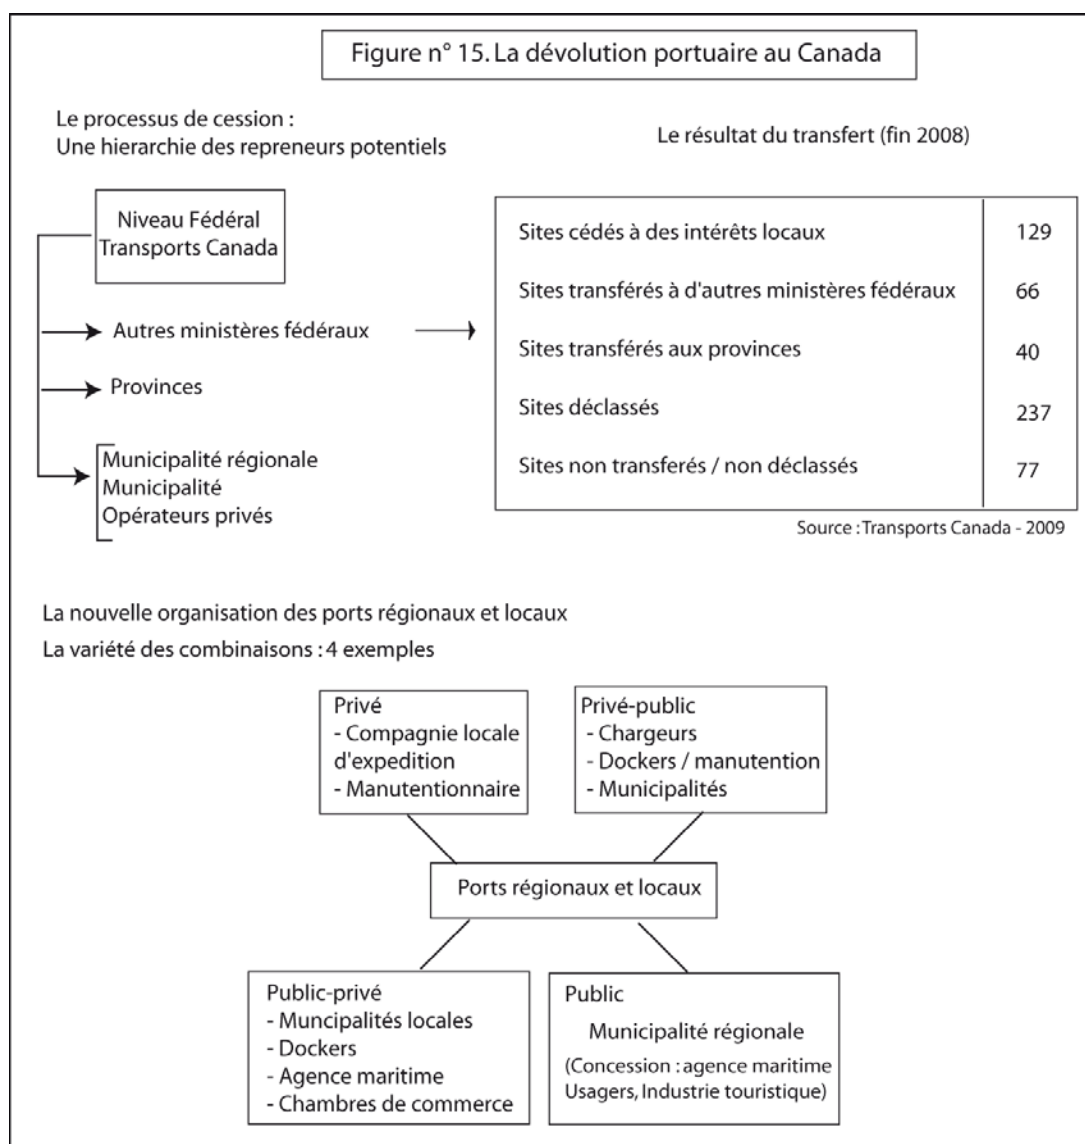 Figure n° 15. La dévolution portuaire au Canada
Le processus de cession :
Une hierarchie des repreneurs potentiels
Niveau Fédéral
Transports Canada
Autres ministères fédéraux
Provinces
Municipalité régionale
Municipalité
Opérateurs privés
Le résultat du transfert (fin 2008)
Sites cédés à des intérêts locaux 129
Sites transférés à d'autres ministères fédéraux 66
Sites transférés aux provinces 40
Sites déclassés 237
Sites non transferés / non déclassés 77
Source : Transports Canada - 2009
La nouvelle organisation des ports régionaux et locaux
La variété des combinaisons : 4 exemples
Privé
- Compagnie locale
d'expedition
- Manutentionnaire
Privé-public
- Chargeurs
- Dockers / manutention
- Municipalités
Ports régionaux et locaux
Public-privé
- Muncipalités locales
- Dockers
- Agence maritime
- Chambres de commerce
Public
Municipalité régionale
(Concession : agence maritime
Usagers, Industrie touristique)